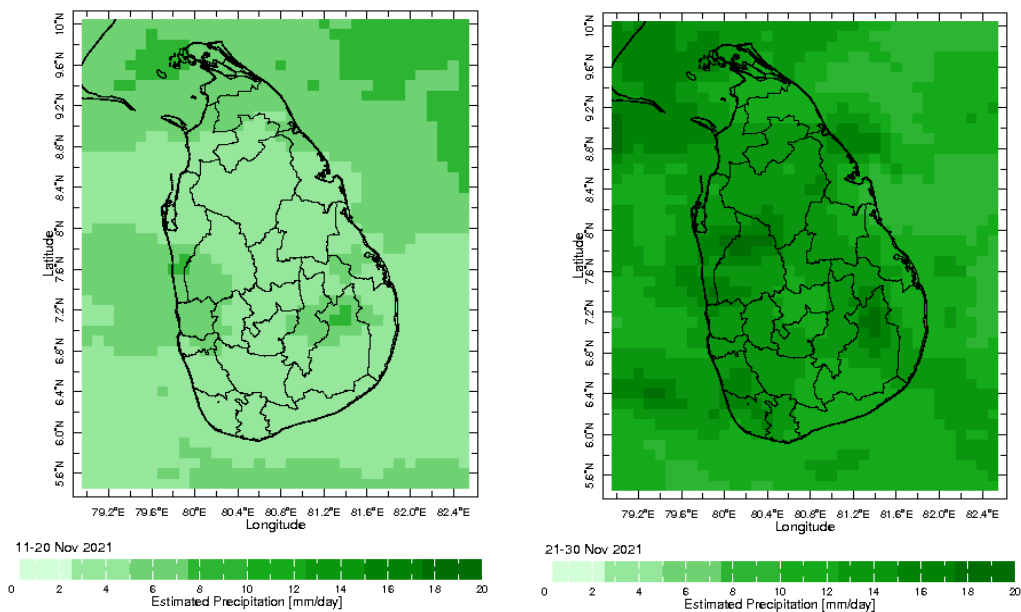 10°N
9.6°N
9.2°N
8.8°N
8.4°N
8°N
7.6°N
7.2°N
6.8°N
6.4°N
6.0°N
5.6°N
Latitude
79.2°E 79.6°E 80°E 80.4°E 80.8°E 81.2°E 81.6°E 82.0°E 82.4°E
Longitude
11-20 Nov 2021
0 2 4 6 8 10 12 14 16 18 20
Estimated Precipitation [mm/day]
10°N
9.6°N
9.2°N
8.8°N
8.4°N
8°N
7.6°N
7.2°N
6.8°N
6.4°N
6.0°N
5.6°N
Latitude
79.2°E 79.6°E 80°E 80.4°E 80.8°E 81.2°E 81.6°E 82.0°E 82.4°E
Longitude
21-30 Nov 2021
0 2 4 6 8 10 12 14 16 18 20
Estimated Precipitation [mm/day]